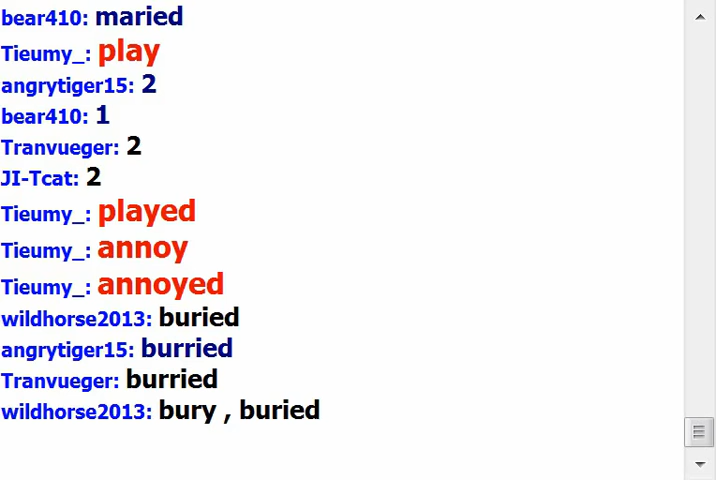 bear410: maried
Tieumy_: play
angrytiger15: 2
bear410: 1
Tranvueger: 2
JI-Tcat: 2
Tieumy_: played
Tieumy_: annoy
Tieumy_: annoyed
wildhorse2013: buried
angrytiger15: burried
Tranvueger: burried
wildhorse2013: bury , buried